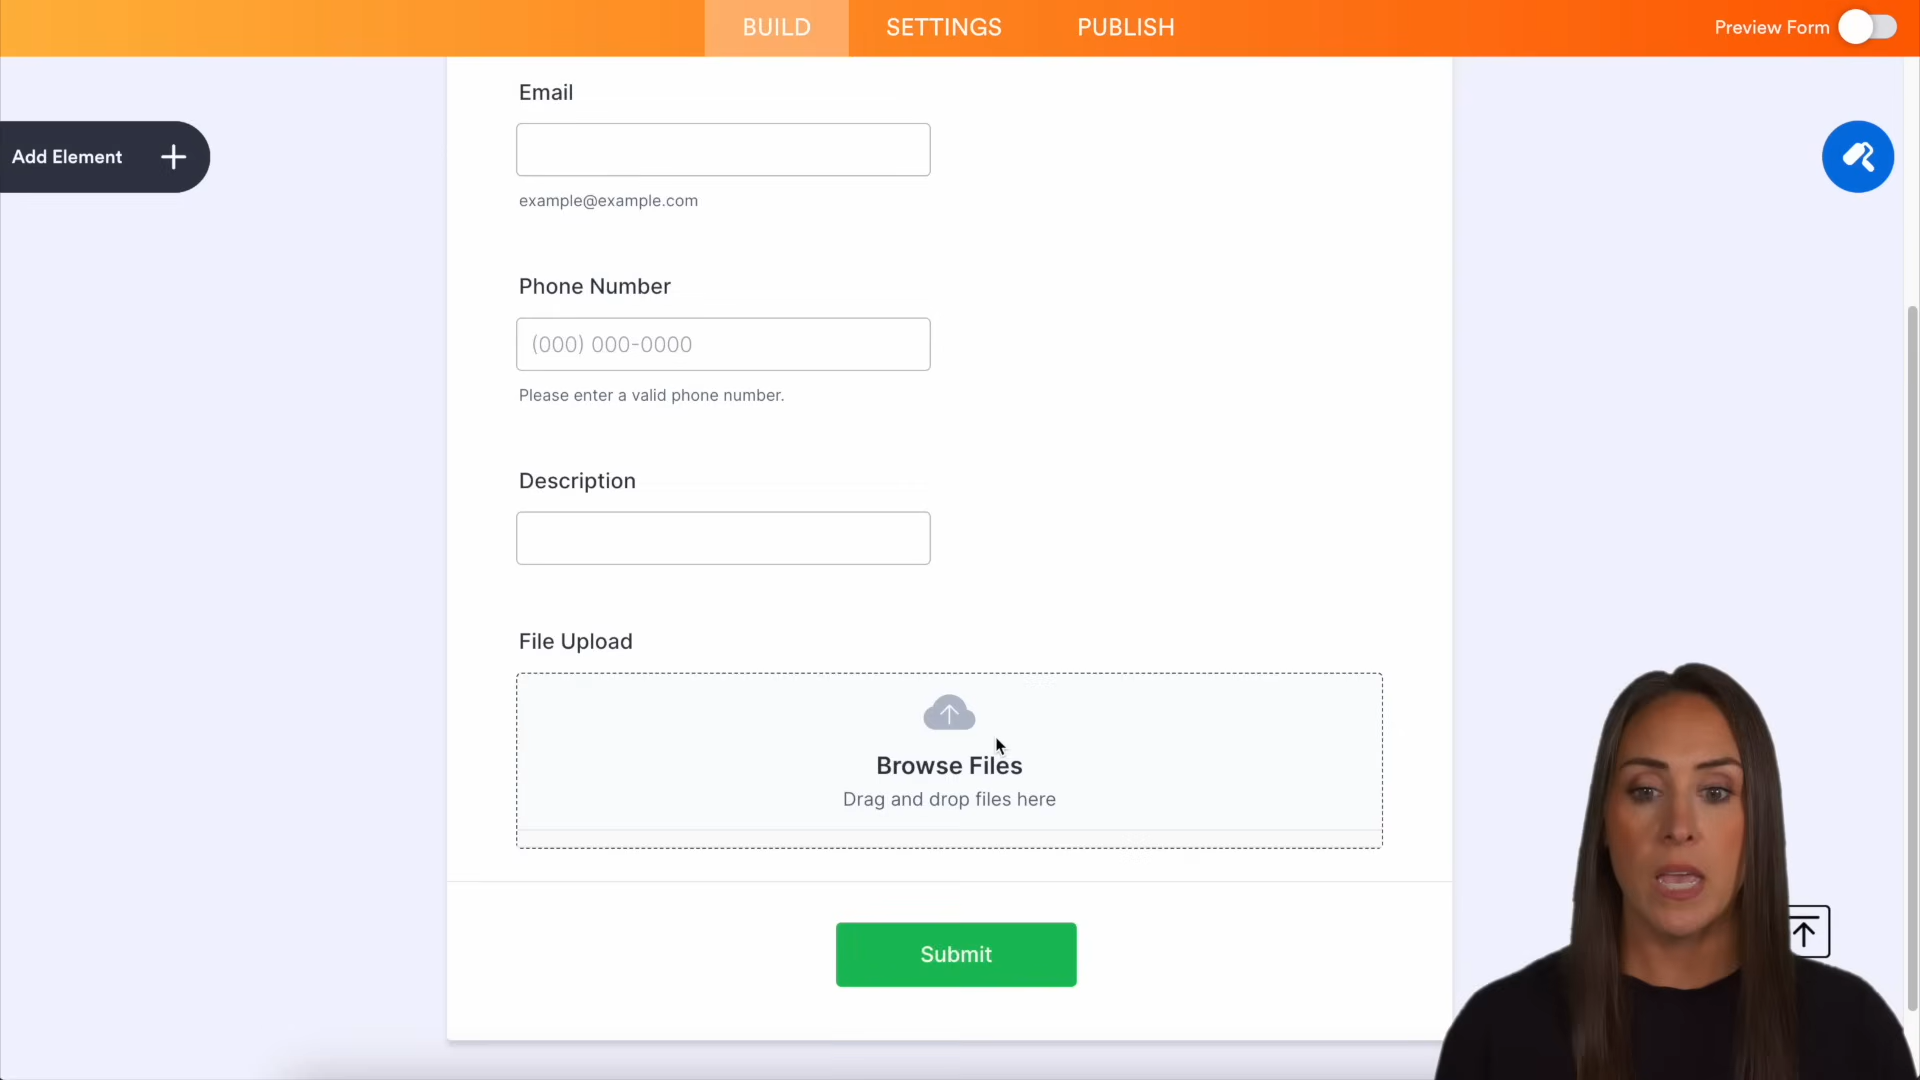 BUILD
SETTINGS
PUBLISH
Preview Form
Add Element
Email
example@example.com
Phone Number
(000) 000-0000
Please enter a valid phone number.
Description
File Upload
Browse Files
Drag and drop files here
Submit